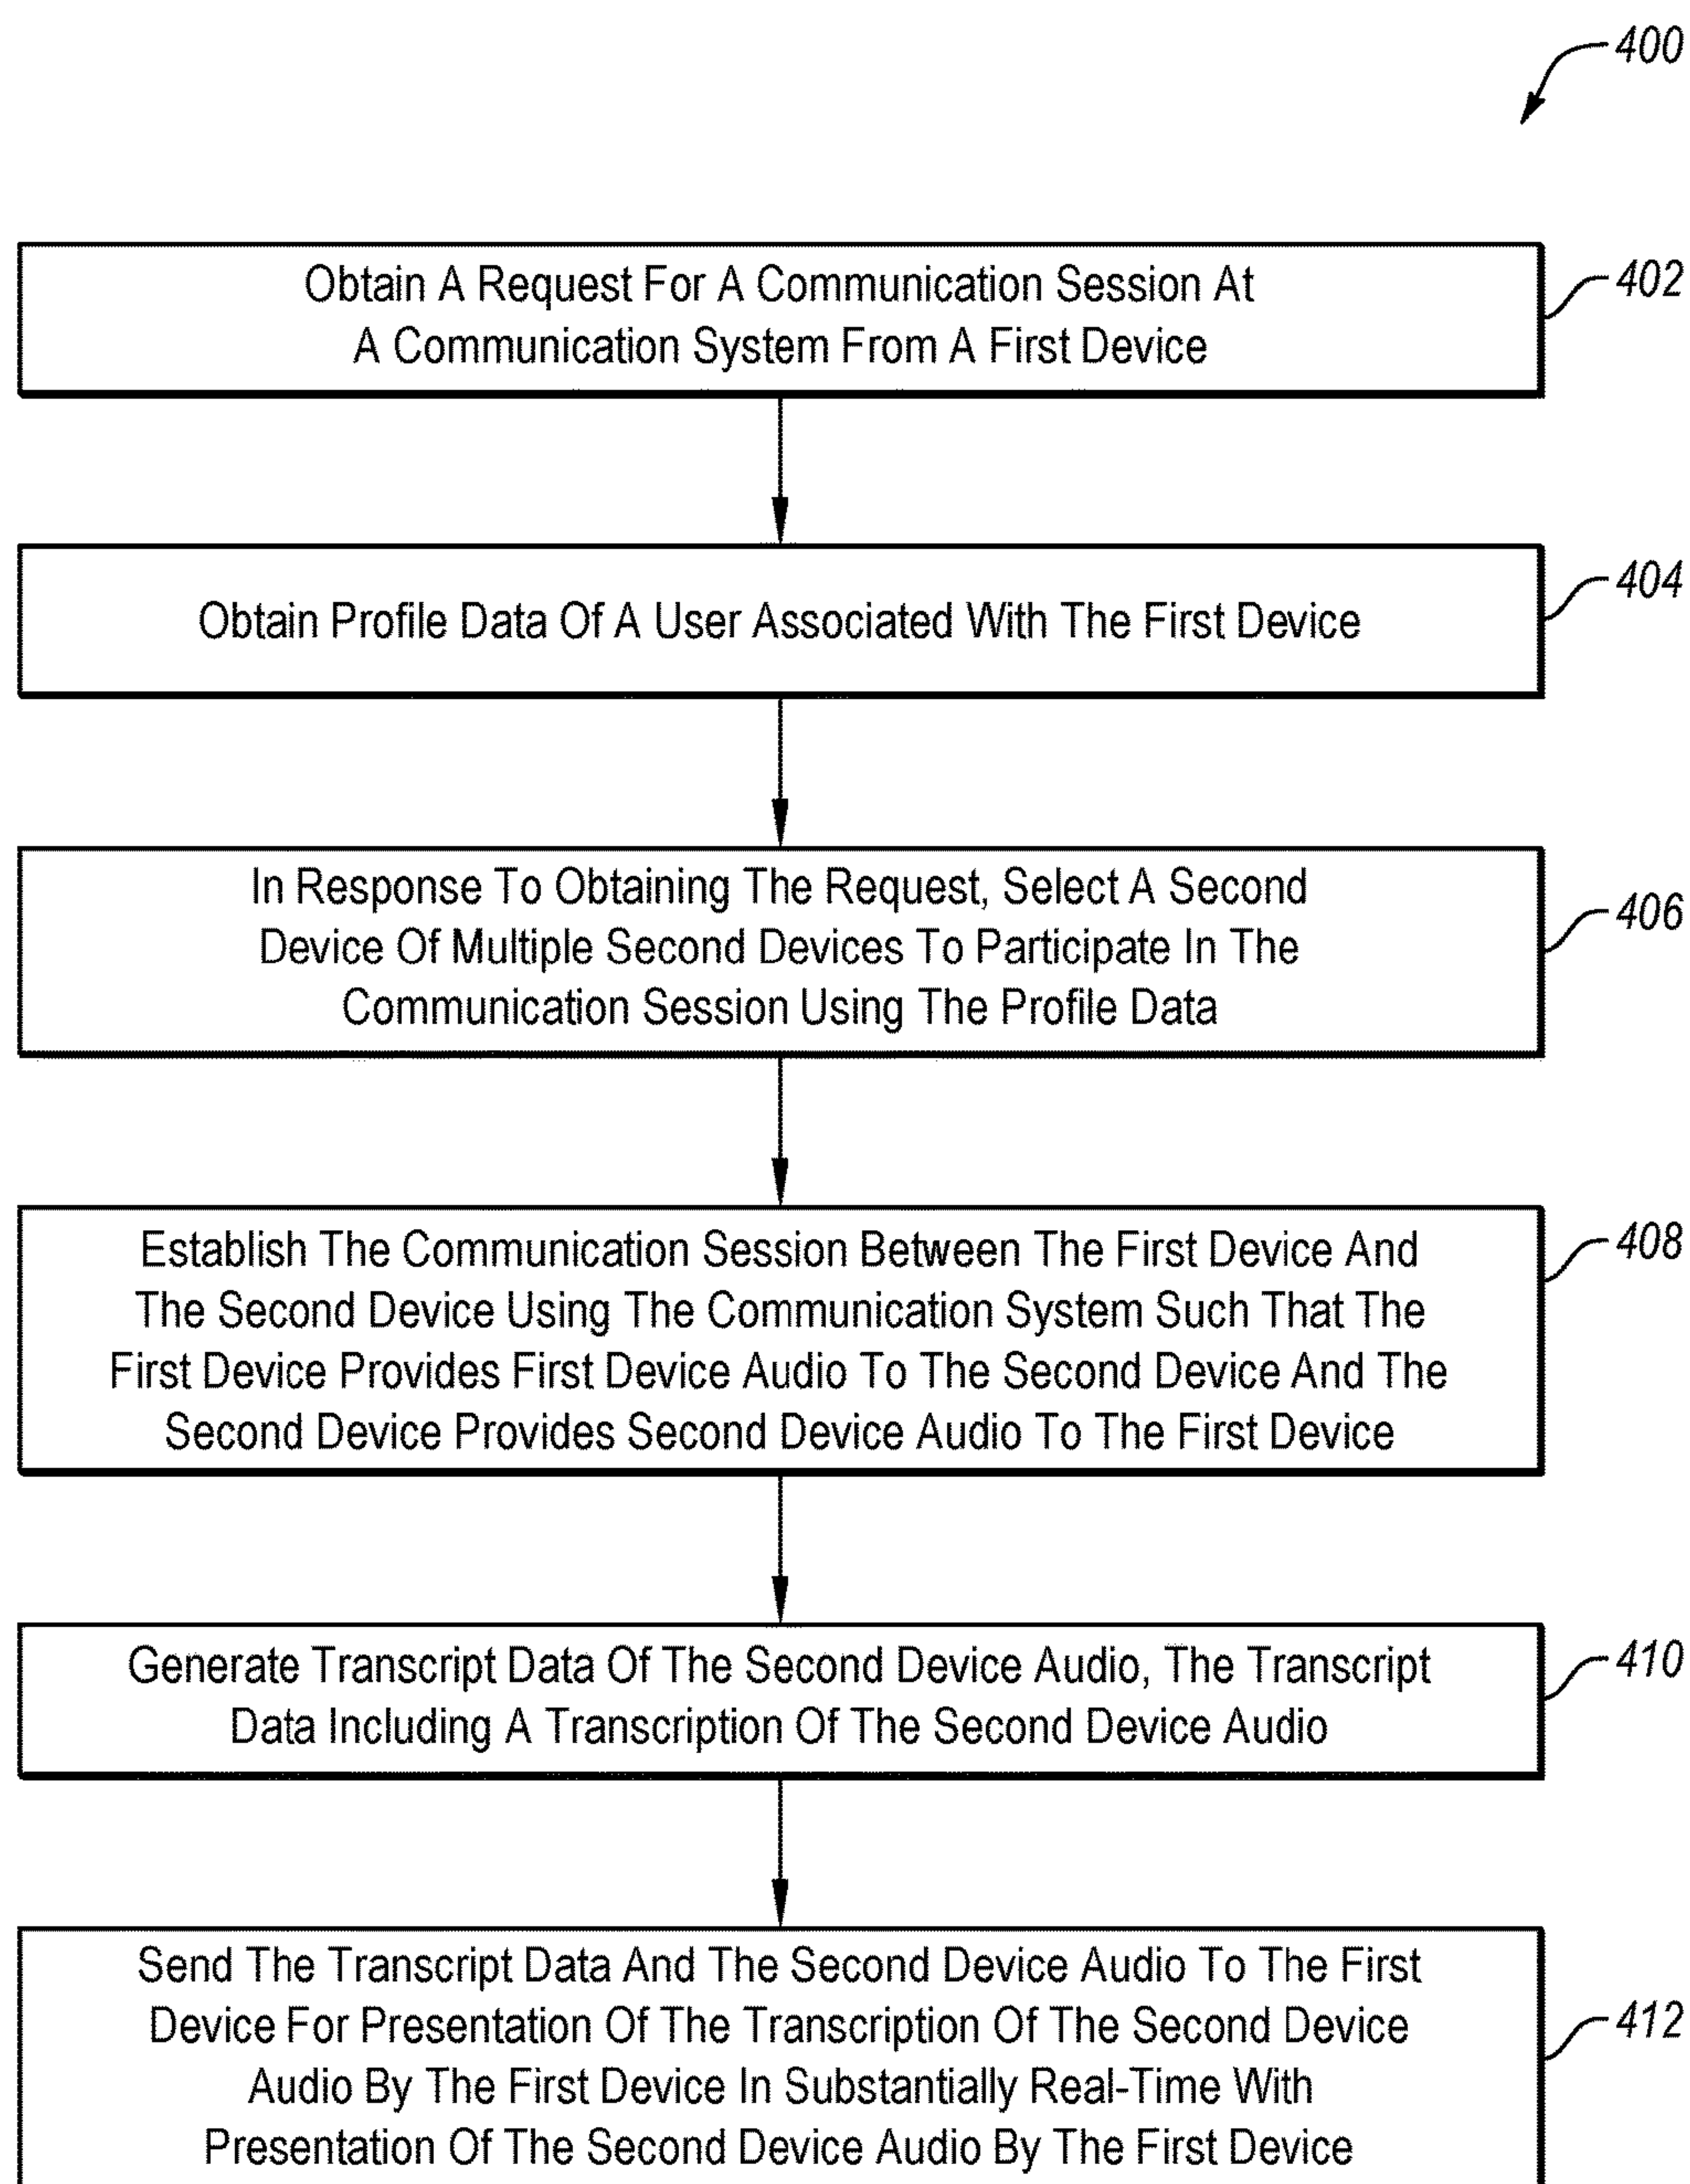 400
Obtain A Request For A Communication Session At
A Communication System From A First Device
402
Obtain Profile Data Of A User Associated With The First Device
404
In Response To Obtaining The Request, Select A Second
Device Of Multiple Second Devices To Participate In The
Communication Session Using The Profile Data
406
Establish The Communication Session Between The First Device And
The Second Device Using The Communication System Such That The
First Device Provides First Device Audio To The Second Device And The
Second Device Provides Second Device Audio To The First Device
408
Generate Transcript Data Of The Second Device Audio, The Transcript
Data Including A Transcription Of The Second Device Audio
410
Send The Transcript Data And The Second Device Audio To The First
Device For Presentation Of The Transcription Of The Second Device
Audio By The First Device In Substantially Real-Time With
Presentation Of The Second Device Audio By The First Device
412